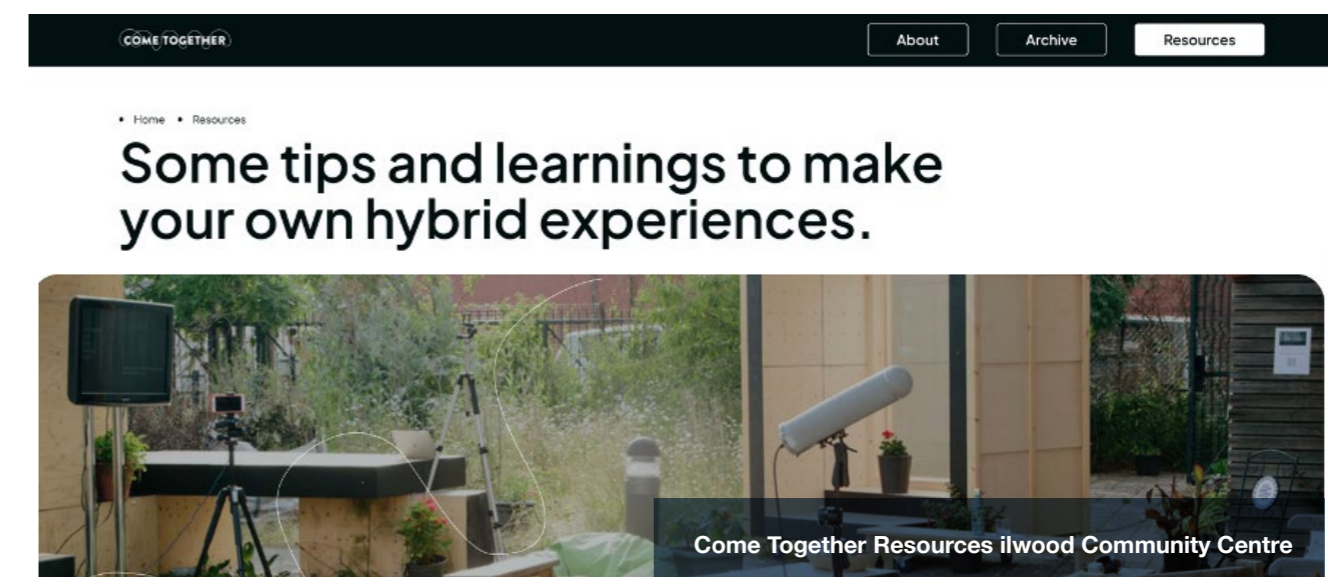 COME TOGETHER
About
Archive
Resources
• Home • Resources
Some tips and learnings to make
your own hybrid experiences.
Come Together Resources ilwood Community Centre